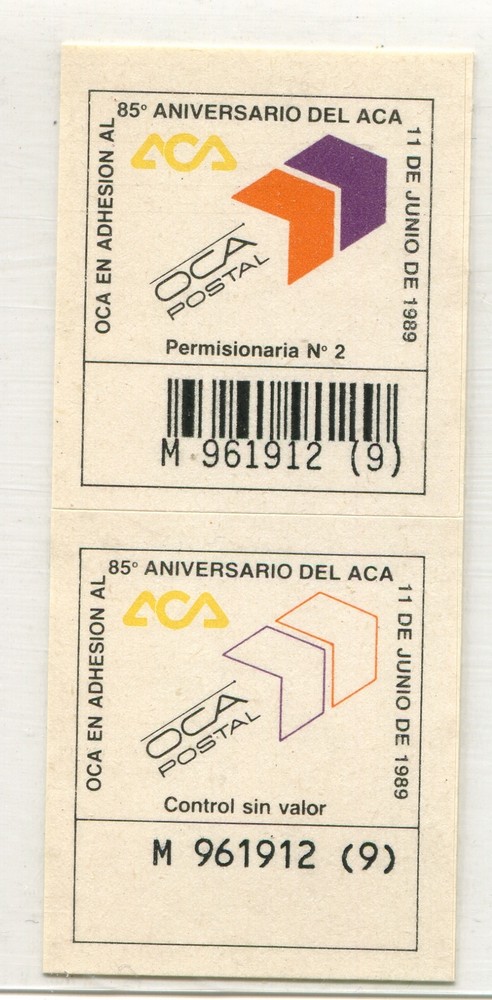 OCA EN ADHESION AL
85° ANIVERSARIO DEL ACA
11 DE JUNIO DE 1989
ACA
OCA
POSTAL
Permisionaria Nº 2
M 961912 (9)
OCA EN ADHESION AL
85° ANIVERSARIO DEL ACA
11 DE JUNIO DE 1989
ACA
OCA
POSTAL
Control sin valor
M 961912 (9)